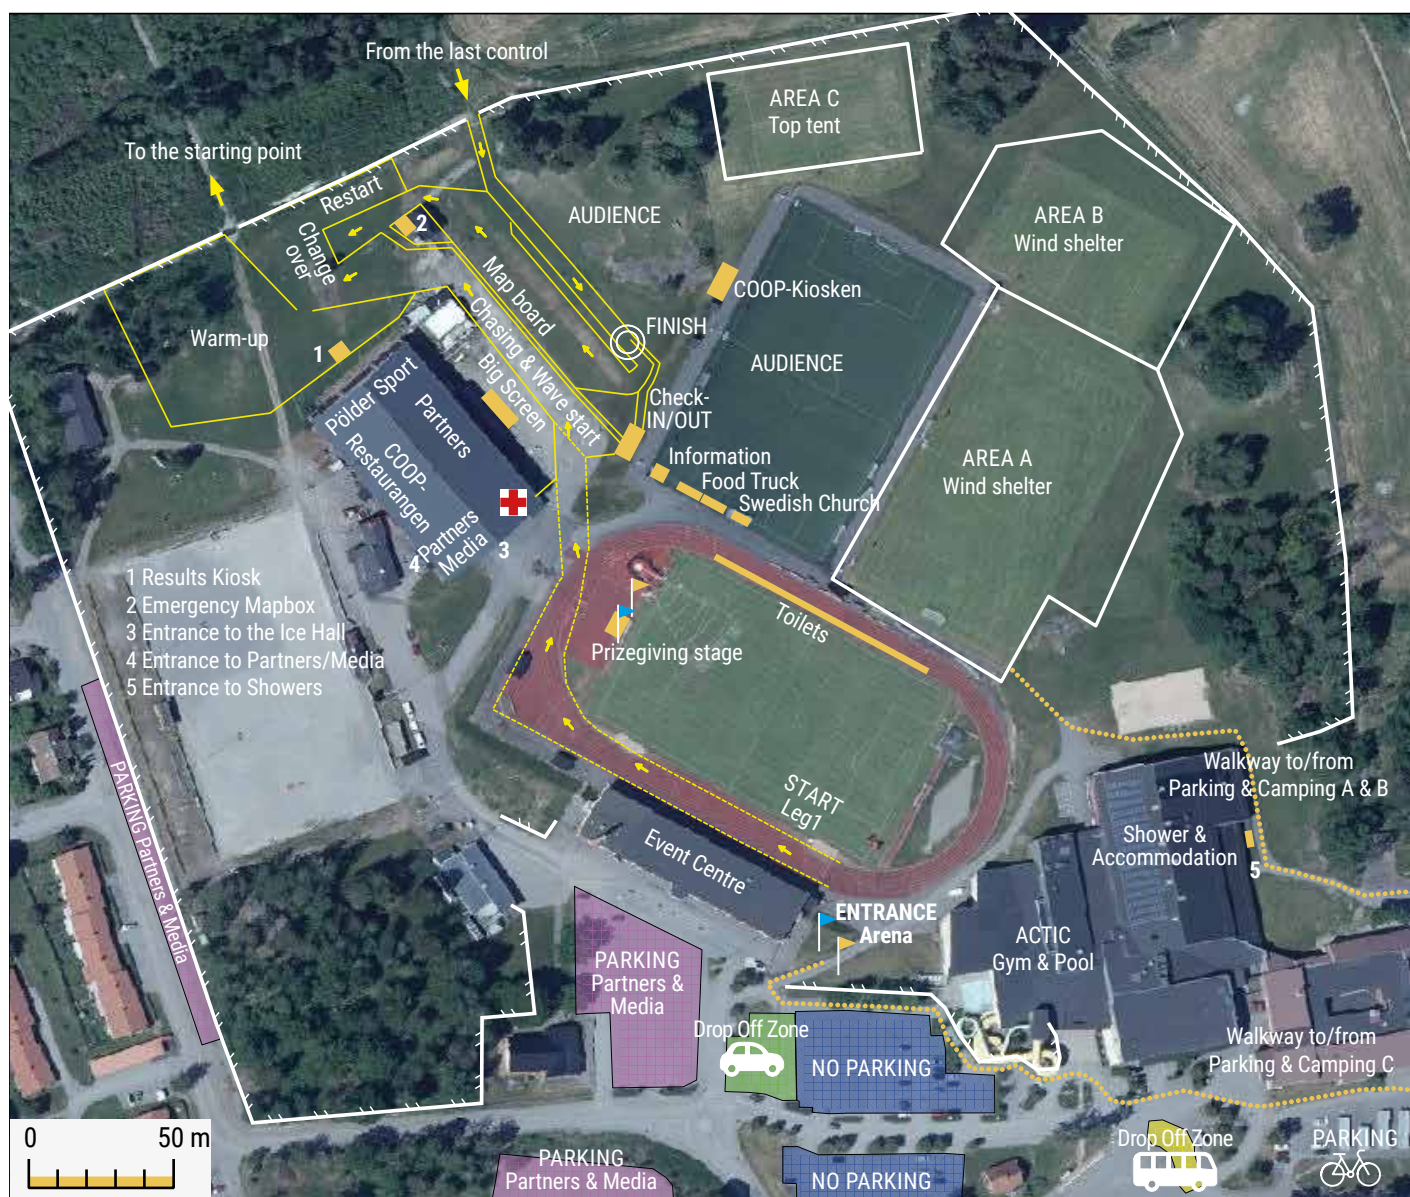 From the last control
To the starting point
AREA C
Top tent
Restart
2
Change
over
AUDIENCE
AREA B
Wind shelter
Map board
COOP-Kiosken
Chasing & Wave start
FINISH
Warm-up
1
Big Screen
AUDIENCE
Pölder Sport
Partners
Check-
IN/OUT
COOP-
Restaurangen
Information
Food Truck
Swedish Church
AREA A
Wind shelter
Partners
Media
3
4
1 Results Kiosk
2 Emergency Mapbox
3 Entrance to the Ice Hall
4 Entrance to Partners/Media
5 Entrance to Showers
Toilets
Prizegiving stage
START
Leg1
PARKING Partners & Media
Walkway to/from
Parking & Camping A & B
Shower &
Accommodation
5
Event Centre
ENTRANCE
Arena
ACTIC
Gym & Pool
PARKING
Partners &
Media
Drop Off Zone
NO PARKING
Walkway to/from
Parking & Camping C
0 50 m
PARKING
Partners & Media
NO PARKING
Drop Off Zone
PARKING